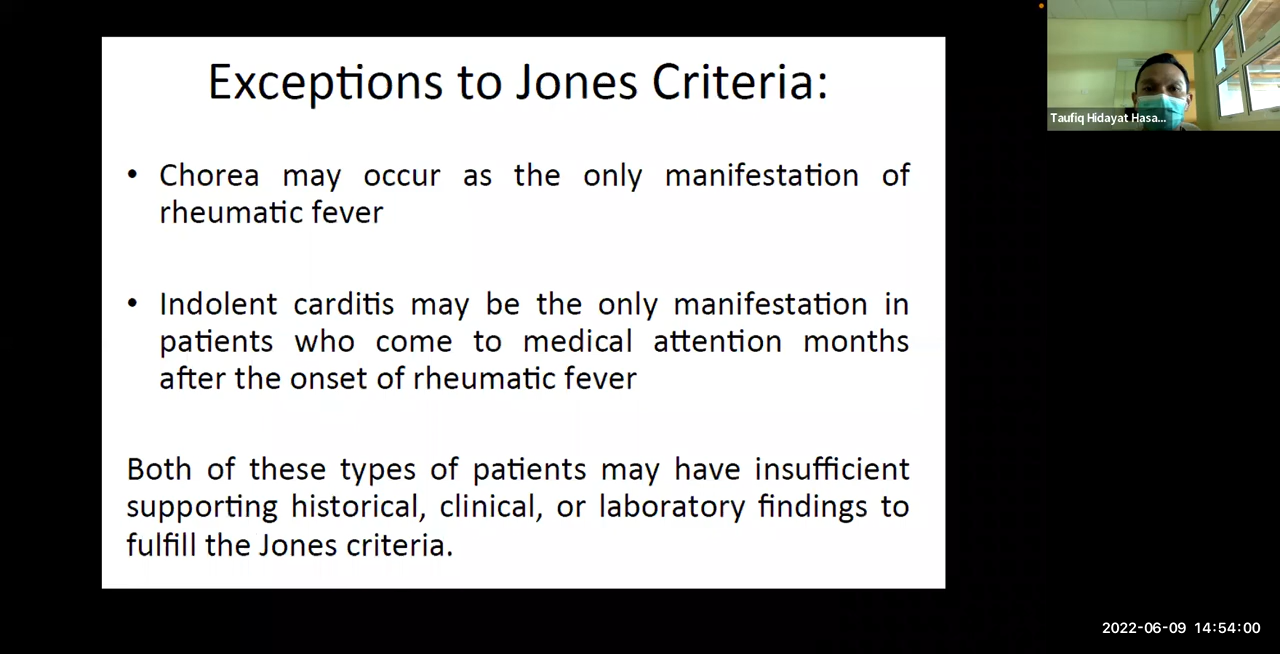 Exceptions to Jones Criteria:
• Chorea may occur as the only manifestation of
rheumatic fever
• Indolent carditis may be the only manifestation in
patients who come to medical attention months
after the onset of rheumatic fever
Both of these types of patients may have insufficient
supporting historical, clinical, or laboratory findings to
fulfill the Jones criteria.
Taufiq Hidayat Hasa...
2022-06-09 14:54:00